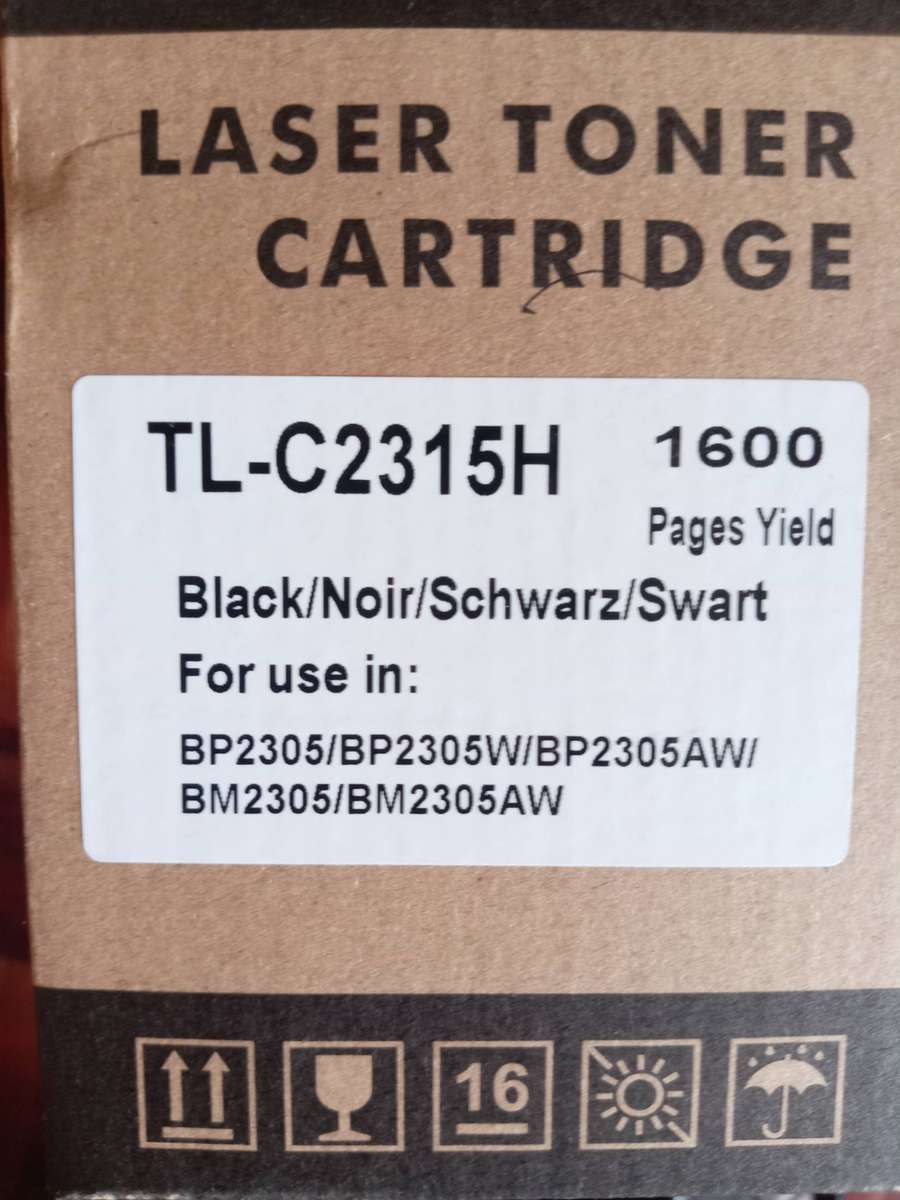 LASER TONER
CARTRIDGE
TL-C2315H
1600
Pages Yield
Black/Noir/Schwarz/Swart
For use in:
BP2305/BP2305W/BP2305AW/
BM2305/BM2305AW
16